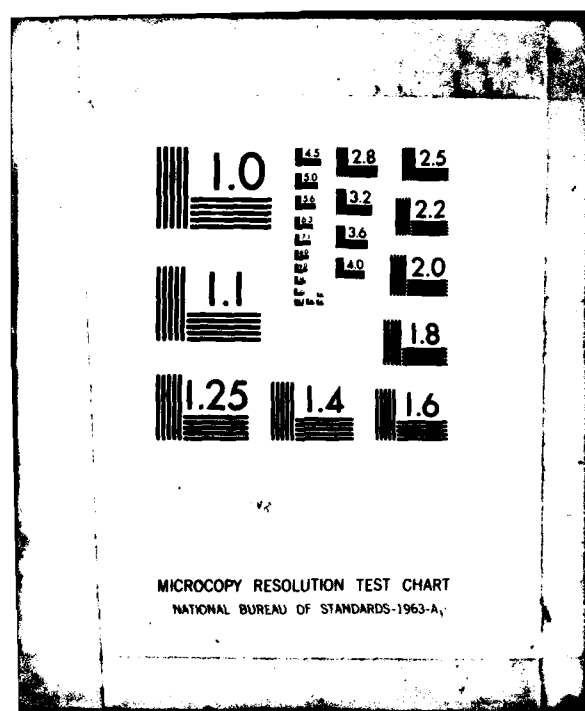 1.0
4.5 2.8 2.5
5.0
5.6 3.2 2.2
6.3
7.1 3.6
4.0 2.0
1.1
1.8
1.25 1.4 1.6
MICROCOPY RESOLUTION TEST CHART
NATIONAL BUREAU OF STANDARDS-1963-A